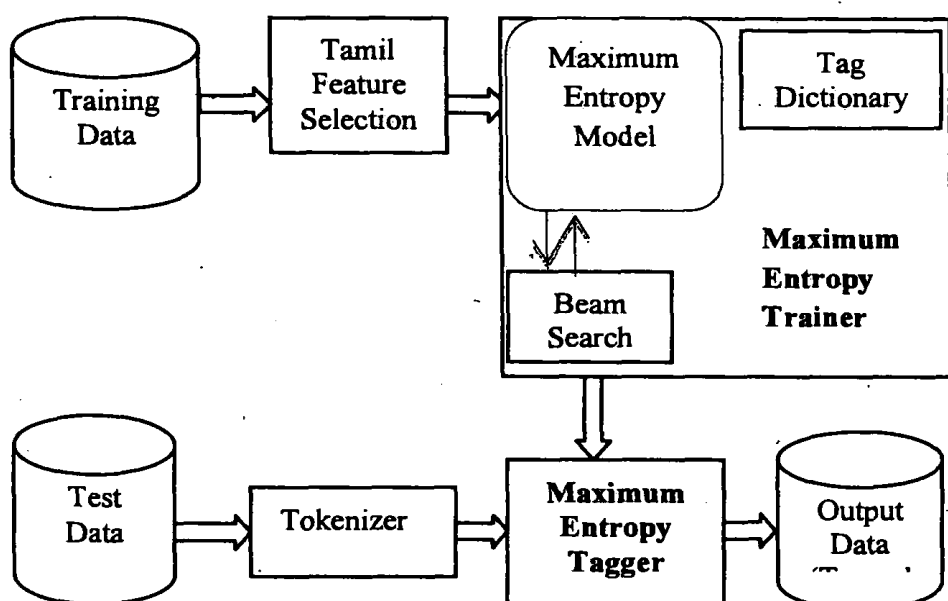 Training
Data
Tamil
Feature
Selection
Maximum
Entropy
Model
Tag
Dictionary
Maximum
Entropy
Trainer
Beam
Search
Test
Data
Tokenizer
Maximum
Entropy
Tagger
Output
Data